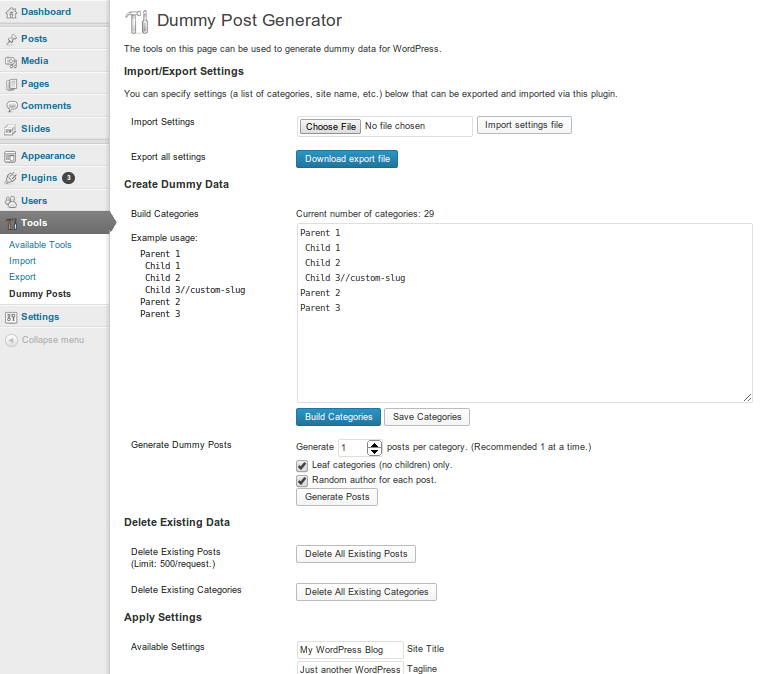 Dashboard
Posts
Media
Pages
Comments
Slides
Appearance
Plugins 3
Users
Tools
Available Tools
Import
Export
Dummy Posts
Settings
Collapse menu
Dummy Post Generator
The tools on this page can be used to generate dummy data for WordPress.
Import/Export Settings
You can specify settings (a list of categories, site name, etc.) below that can be exported and imported via this plugin.
Import Settings
Choose File No file chosen
Import settings file
Export all settings
Download export file
Create Dummy Data
Build Categories
Current number of categories: 29
Example usage:
Parent 1
Child 1
Child 2
Child 3//custom-slug
Parent 2
Parent 3
Parent 1
Child 1
Child 2
Child 3//custom-slug
Parent 2
Parent 3
Build Categories
Save Categories
Generate Dummy Posts
Generate 1 posts per category. (Recommended 1 at a time.)
Leaf categories (no children) only.
Random author for each post.
Generate Posts
Delete Existing Data
Delete Existing Posts
(Limit: 500/request.)
Delete All Existing Posts
Delete Existing Categories
Delete All Existing Categories
Apply Settings
Available Settings
My WordPress Blog Site Title
Just another WordPress Tagline